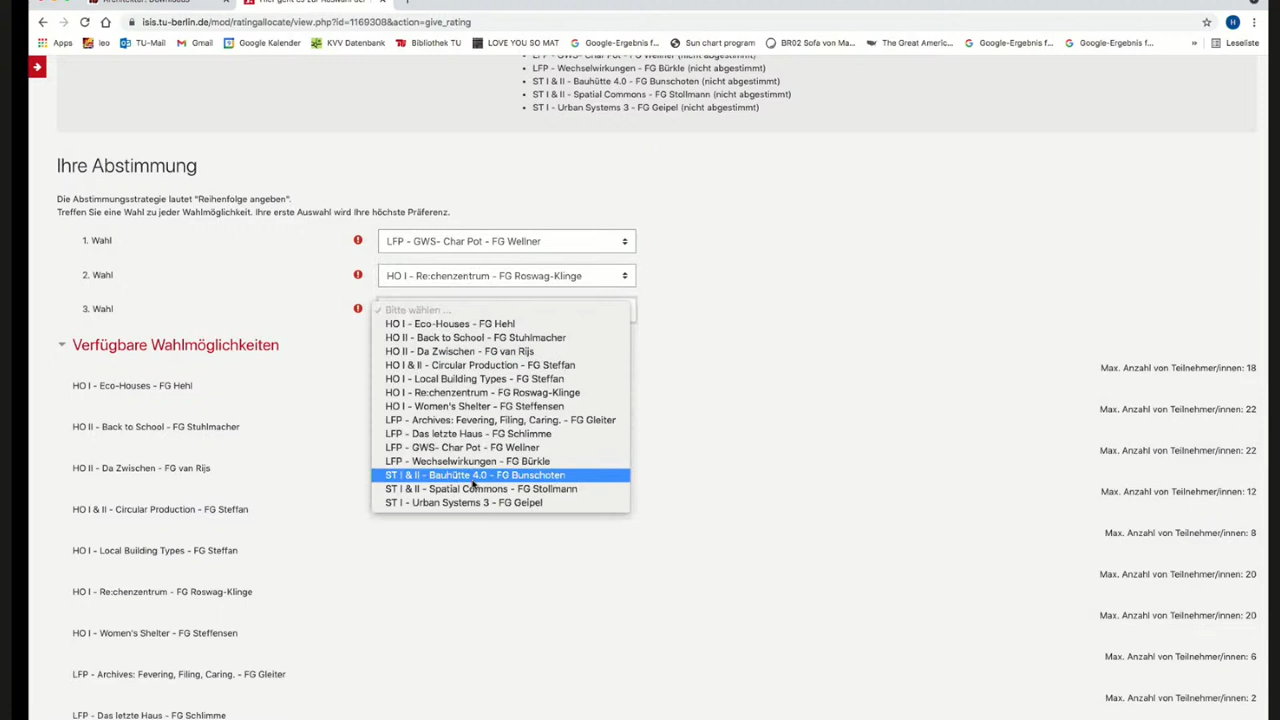 isis.tu-berlin.de/mod/ratingallocate/view.php?id=1169308&action=give_rating
H
Apps leo TU-Mail Gmail Google Kalender KVV Datenbank Bibliothek TU LOVE YOU SO MAT Google-Ergebnis f... Sun chart program BR02 Sofa von Ma... The Great Americ... Google-Ergebnis f... Google-Ergebnis f... » Leseliste
LFP - Wechselwirkungen - FG Bürkle (nicht abgestimmt)
ST I & II - Bauhütte 4.0 - FG Bunschoten (nicht abgestimmt)
ST I & II - Spatial Commons - FG Stollmann (nicht abgestimmt)
ST I - Urban Systems 3 - FG Geipel (nicht abgestimmt)
Ihre Abstimmung
Die Abstimmungsstrategie lautet "Reihenfolge angeben".
Treffen Sie eine Wahl zu jeder Wahlmöglichkeit. Ihre erste Auswahl wird Ihre höchste Präferenz.
1. Wahl LFP - GWS- Char Pot - FG Wellner
2. Wahl HO I - Re:chenzentrum - FG Roswag-Klinge
3. Wahl
Bitte wählen ...
HO I - Eco-Houses - FG Hehl
HO II - Back to School - FG Stuhlmacher
HO II - Da Zwischen - FG van Rijs
HO I & II - Circular Production - FG Steffan
HO I - Local Building Types - FG Steffan
HO I - Re:chenzentrum - FG Roswag-Klinge
HO I - Women's Shelter - FG Steffensen
LFP - Archives: Fevering, Filing, Caring. - FG Gleiter
LFP - Das letzte Haus - FG Schlimme
LFP - GWS- Char Pot - FG Wellner
LFP - Wechselwirkungen - FG Bürkle
ST I & II - Bauhütte 4.0 - FG Bunschoten
ST I & II - Spatial Commons - FG Stollmann
ST I - Urban Systems 3 - FG Geipel
Verfügbare Wahlmöglichkeiten
Max. Anzahl von Teilnehmer/innen: 18
HO I - Eco-Houses - FG Hehl
Max. Anzahl von Teilnehmer/innen: 22
HO II - Back to School - FG Stuhlmacher
Max. Anzahl von Teilnehmer/innen: 22
HO II - Da Zwischen - FG van Rijs
Max. Anzahl von Teilnehmer/innen: 12
HO I & II - Circular Production - FG Steffan
Max. Anzahl von Teilnehmer/innen: 8
HO I - Local Building Types - FG Steffan
Max. Anzahl von Teilnehmer/innen: 20
HO I - Re:chenzentrum - FG Roswag-Klinge
Max. Anzahl von Teilnehmer/innen: 20
HO I - Women's Shelter - FG Steffensen
Max. Anzahl von Teilnehmer/innen: 6
LFP - Archives: Fevering, Filing, Caring. - FG Gleiter
Max. Anzahl von Teilnehmer/innen: 2
LFP - Das letzte Haus - FG Schlimme